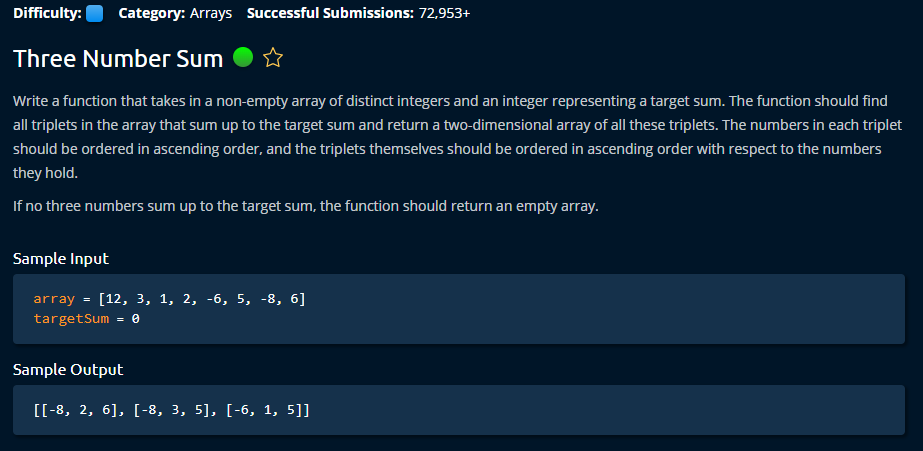 Difficulty: Category: Arrays Successful Submissions: 72,953+
Three Number Sum
Write a function that takes in a non-empty array of distinct integers and an integer representing a target sum. The function should find
all triplets in the array that sum up to the target sum and return a two-dimensional array of all these triplets. The numbers in each triplet
should be ordered in ascending order, and the triplets themselves should be ordered in ascending order with respect to the numbers
they hold.
If no three numbers sum up to the target sum, the function should return an empty array.
Sample Input
array = [12, 3, 1, 2, -6, 5, -8, 6]
targetSum = 0
Sample Output
[[-8, 2, 6], [-8, 3, 5], [-6, 1, 5]]